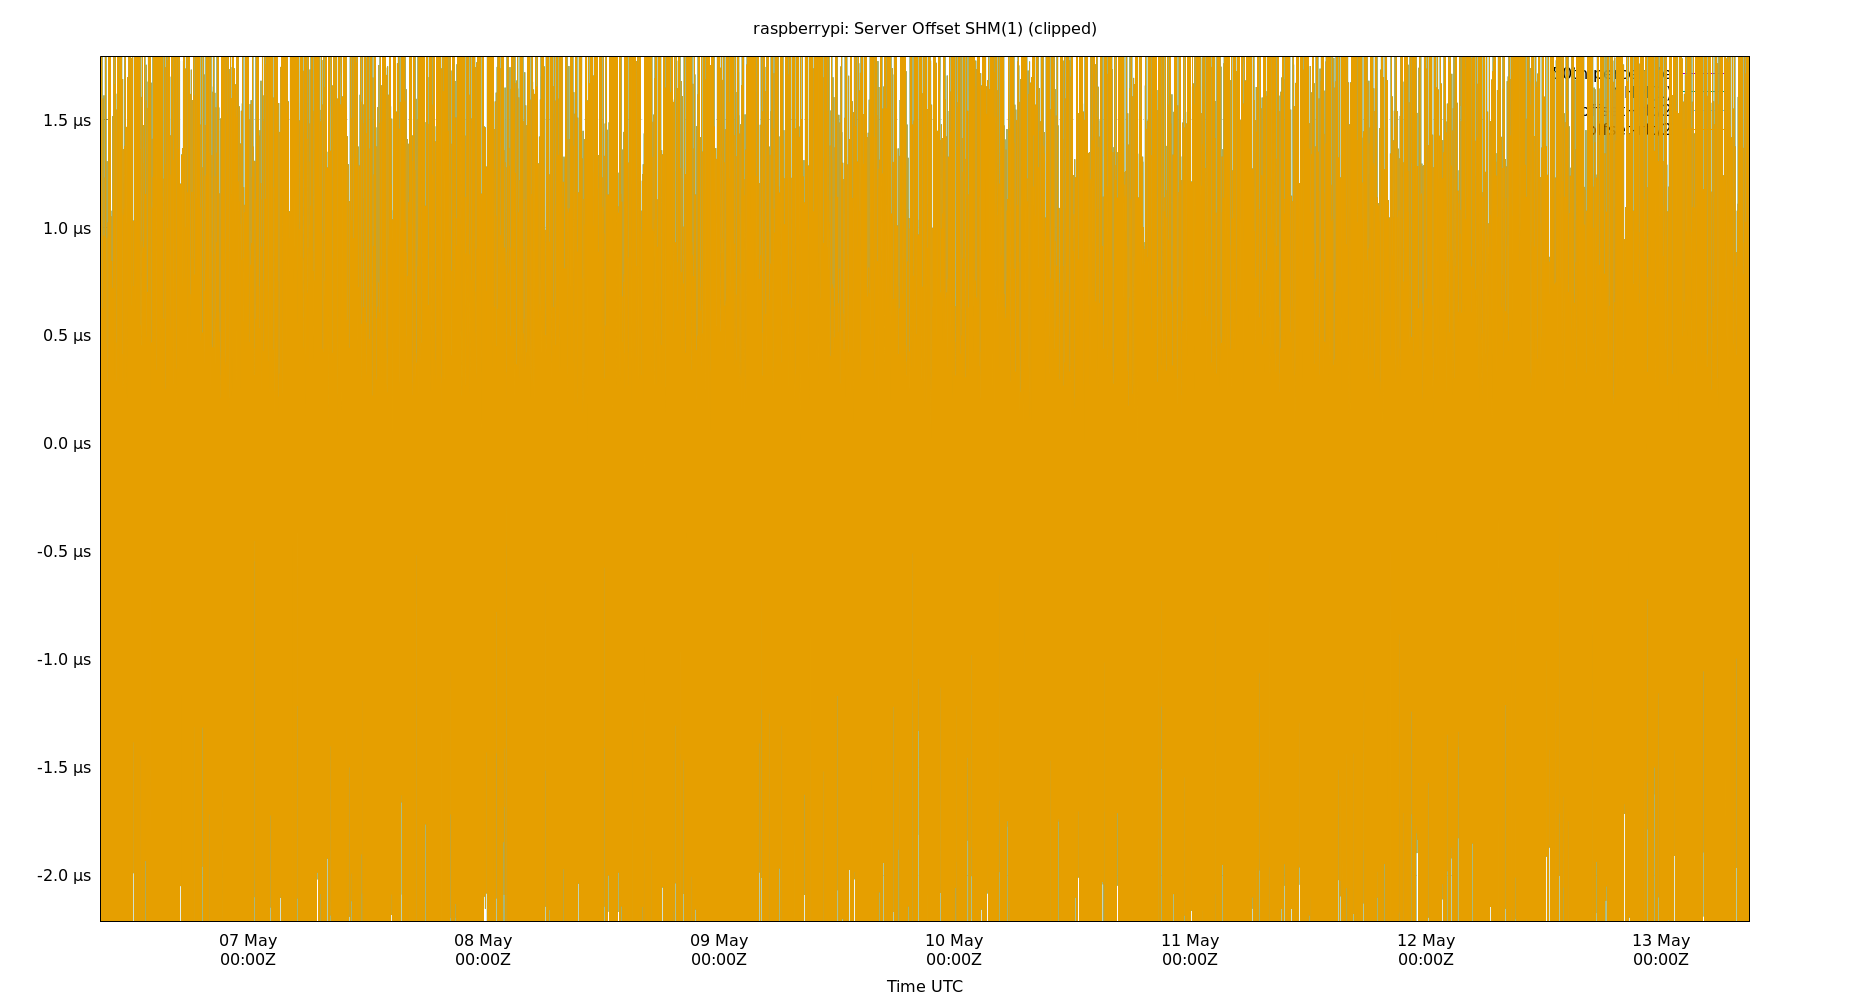 raspberrypi: Server Offset SHM(1) (clipped)
1.5 µs
1.0 µs
0.5 µs
0.0 µs
-0.5 µs
-1.0 µs
-1.5 µs
-2.0 µs
07 May
00:00Z
08 May
00:00Z
09 May
00:00Z
10 May
00:00Z
11 May
00:00Z
12 May
00:00Z
13 May
00:00Z
Time UTC